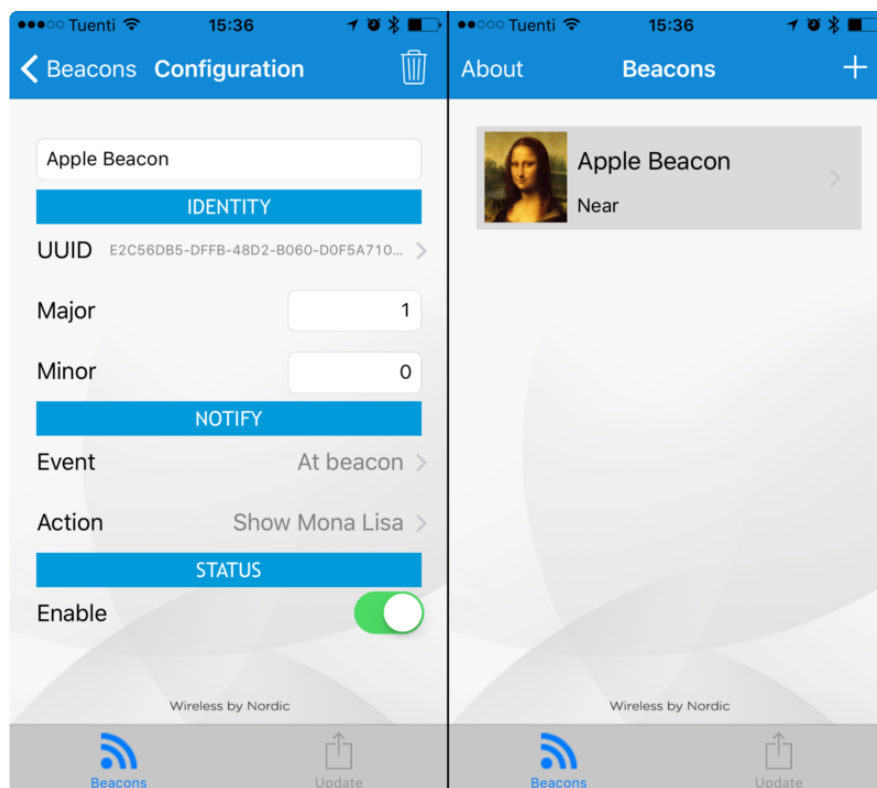 Tuenti 15:36
Beacons Configuration
Apple Beacon
IDENTITY
UUID E2C56DB5-DFFB-48D2-B060-D0F5A710...
Major 1
Minor 0
NOTIFY
Event At beacon
Action Show Mona Lisa
STATUS
Enable
Wireless by Nordic
Beacons Update
Tuenti 15:36
About Beacons +
Apple Beacon
Near
Wireless by Nordic
Beacons Update